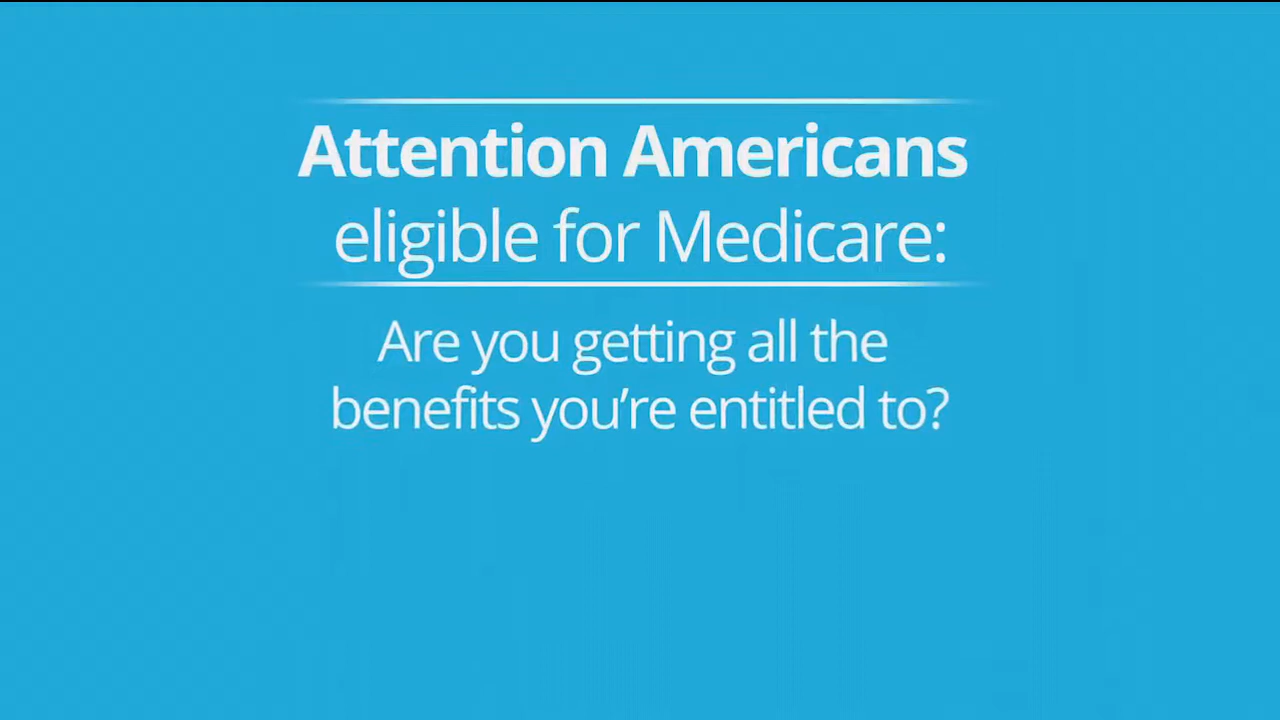 Attention Americans
eligible for Medicare:
Are you getting all the
benefits you’re entitled to?